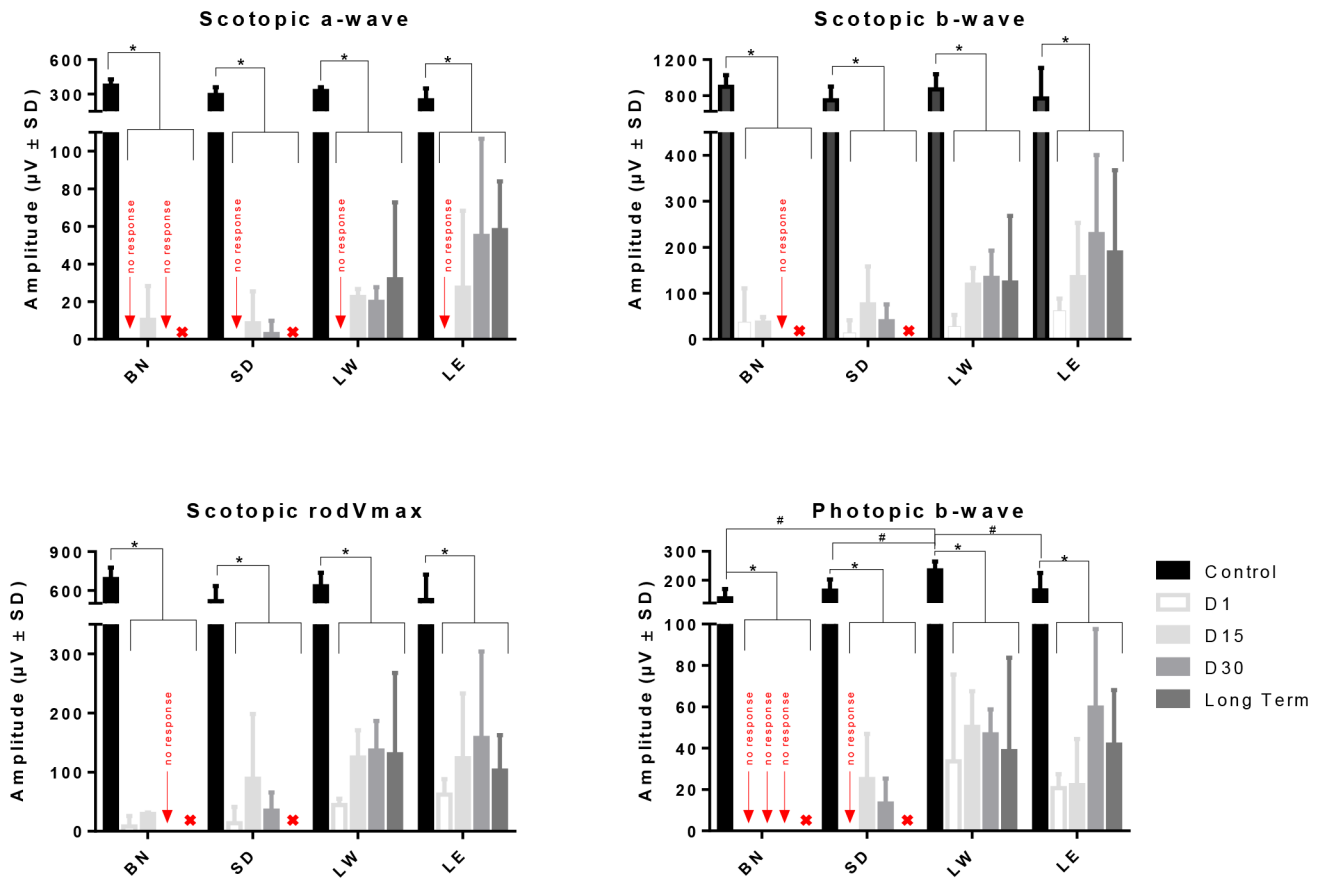 Scotopic a-wave
Amplitude (µV ± SD)
600
300
100
80
60
40
20
0
*
*
*
*
no response
no response
no response
no response
no response
BN
SD
LW
LE
Scotopic b-wave
Amplitude (µV ± SD)
1200
800
400
300
200
100
0
*
*
*
*
no response
BN
SD
LW
LE
Scotopic rodVmax
Amplitude (µV ± SD)
900
600
300
200
100
0
*
*
*
*
no response
BN
SD
LW
LE
Photopic b-wave
Amplitude (µV ± SD)
300
200
100
80
60
40
20
0
#
#
#
*
*
*
*
no response
no response
no response
no response
BN
SD
LW
LE
Control
D1
D15
D30
Long Term